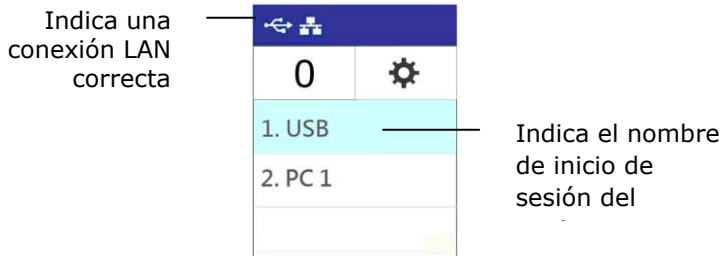 Indica una
conexión LAN
correcta
0
1. USB
2. PC 1
Indica el nombre
de inicio de
sesión del